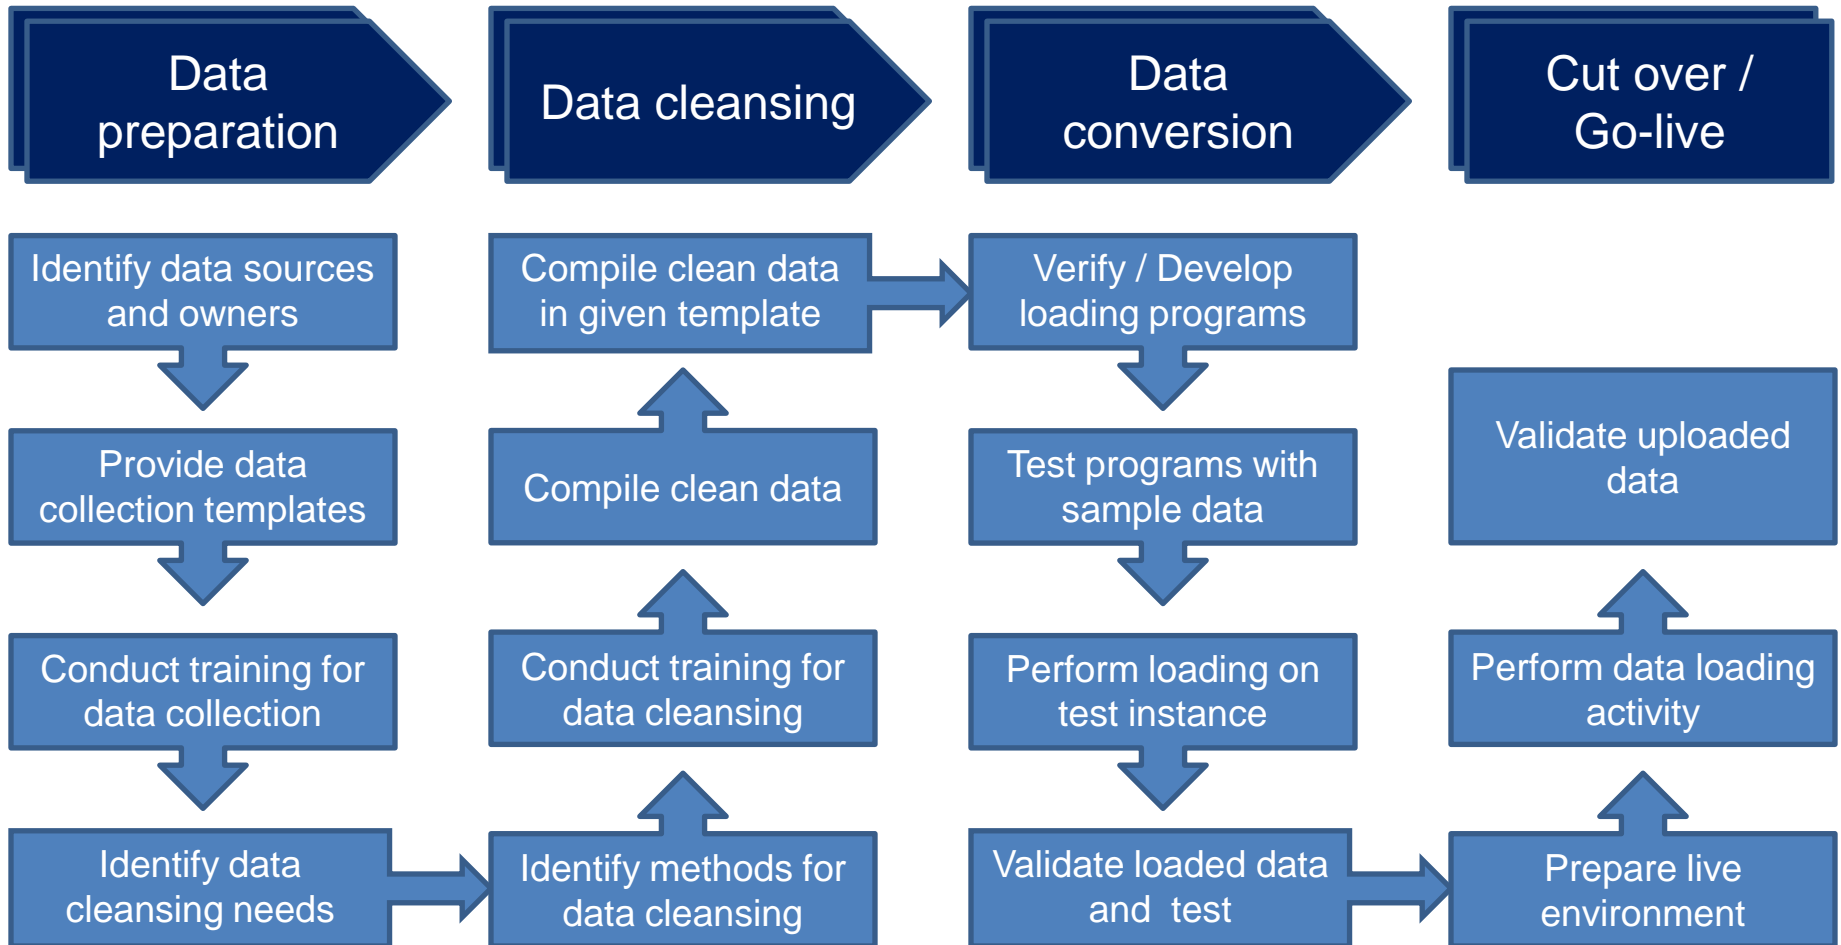 Data
preparation
Data cleansing
Data
conversion
Cut over /
Go-live
Identify data sources
and owners
Provide data
collection templates
Conduct training for
data collection
Identify data
cleansing needs
Compile clean data
in given template
Compile clean data
Conduct training for
data cleansing
Identify methods for
data cleansing
Verify / Develop
loading programs
Test programs with
sample data
Perform loading on
test instance
Validate loaded data
and test
Validate uploaded
data
Perform data loading
activity
Prepare live
environment